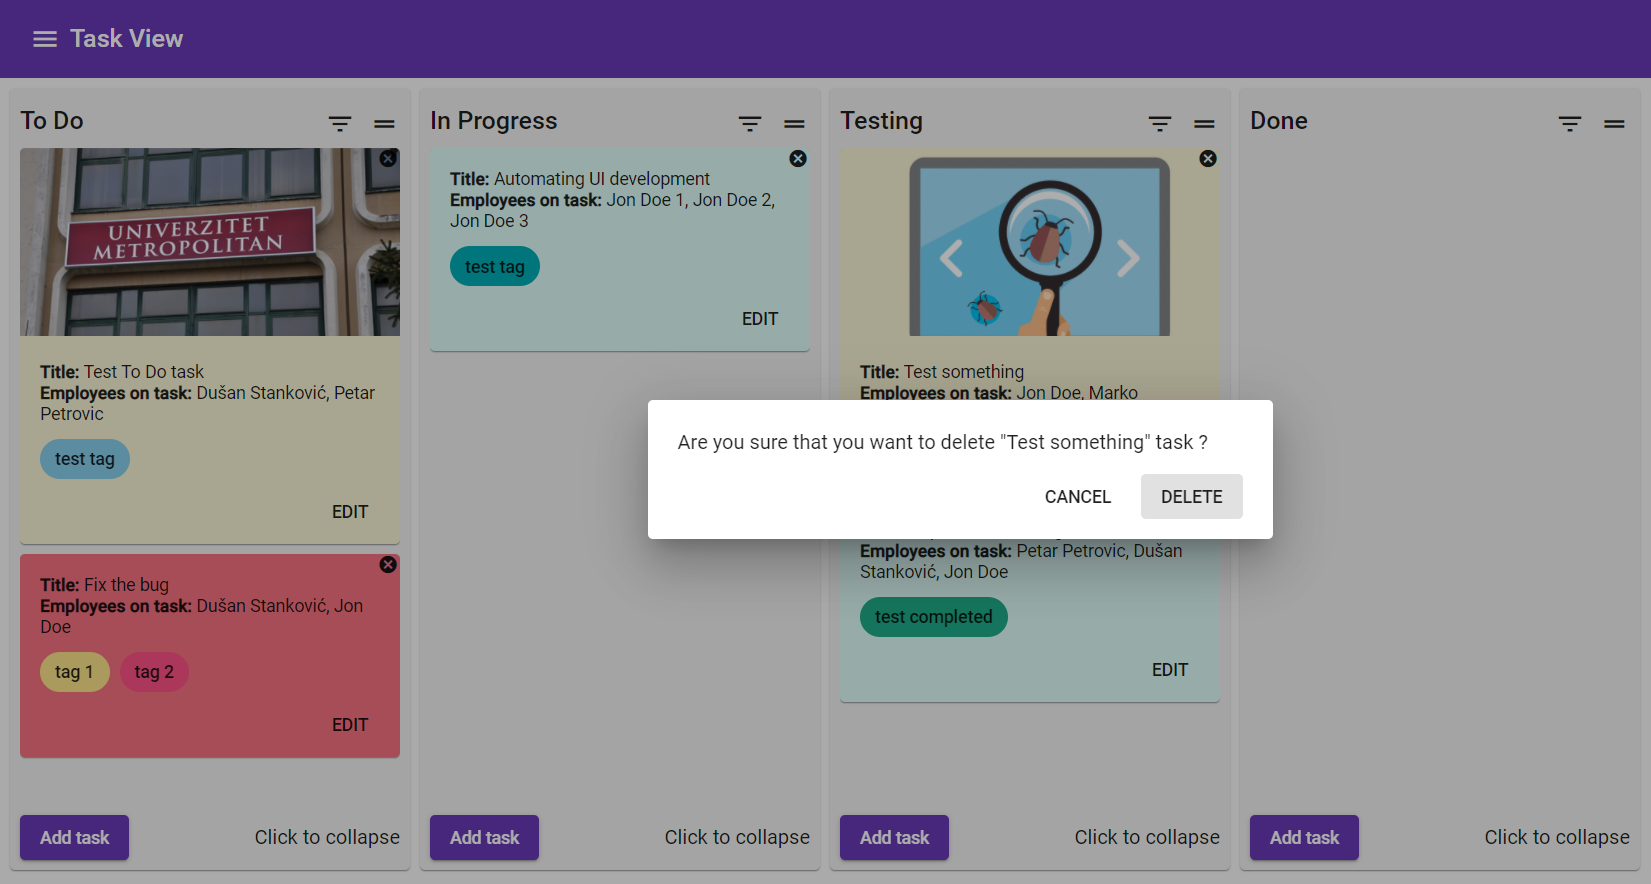 Task View
To Do
UNIVERZITET
METROPOLITAN
Title: Test To Do task
Employees on task: Dušan Stanković, Petar
Petrovic
test tag
EDIT
Title: Fix the bug
Employees on task: Dušan Stanković, Jon
Doe
tag 1
tag 2
EDIT
Add task
Click to collapse
In Progress
Title: Automating UI development
Employees on task: Jon Doe 1, Jon Doe 2,
Jon Doe 3
test tag
EDIT
Add task
Click to collapse
Testing
Title: Test something
Employees on task: Jon Doe, Marko
Are you sure that you want to delete "Test something" task ?
CANCEL
DELETE
Employees on task: Petar Petrovic, Dušan
Stanković, Jon Doe
test completed
EDIT
Add task
Click to collapse
Done
Add task
Click to collapse